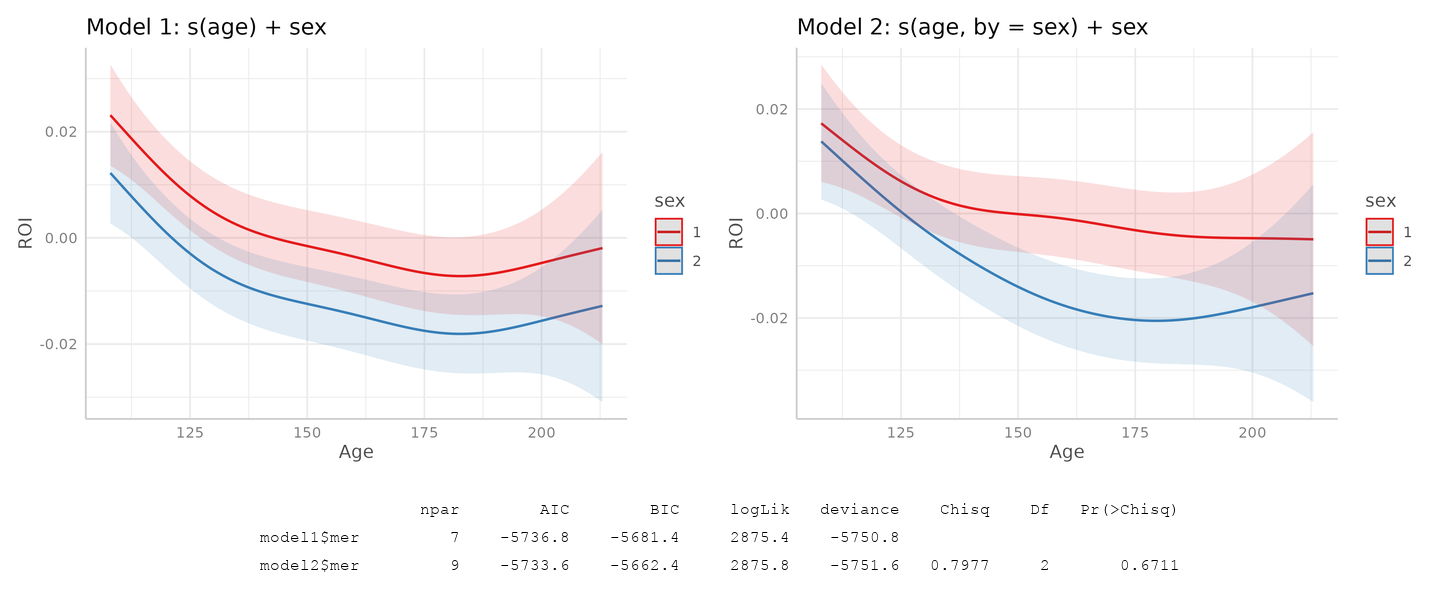 Model 1: s(age) + sex
0.02
0.00
-0.02
ROI
125 150 175 200
Age
sex
1
2
Model 2: s(age, by = sex) + sex
0.02
0.00
-0.02
ROI
125 150 175 200
Age
sex
1
2
npar AIC BIC logLik deviance Chisq Df Pr(>Chisq)
model1$mer 7 -5736.8 -5681.4 2875.4 -5750.8
model2$mer 9 -5733.6 -5662.4 2875.8 -5751.6 0.7977 2 0.6711